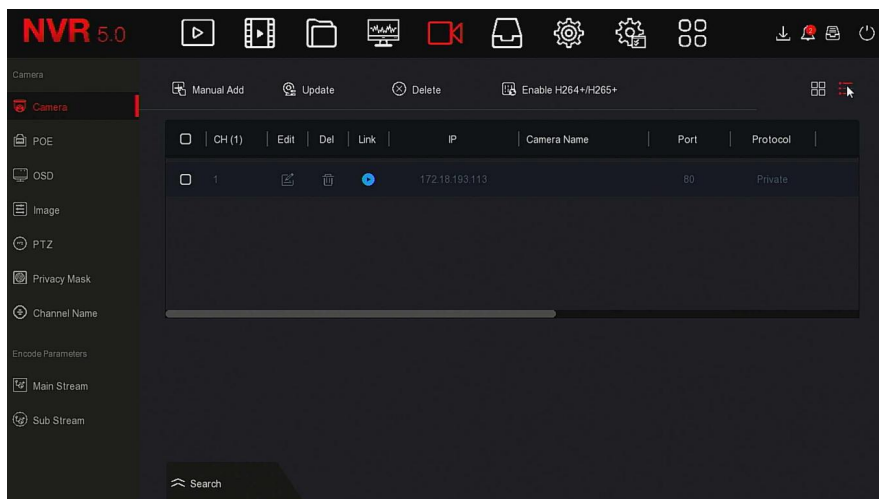 NVR 5.0
Camera
Manual Add Update Delete Enable H264+/H265+
Camera
POE
CH (1) Edit Del Link IP Camera Name Port Protocol
OSD
1 172.18.193.113 80 Private
Image
PTZ
Privacy Mask
Channel Name
Encode Parameters
Main Stream
Sub Stream
Search